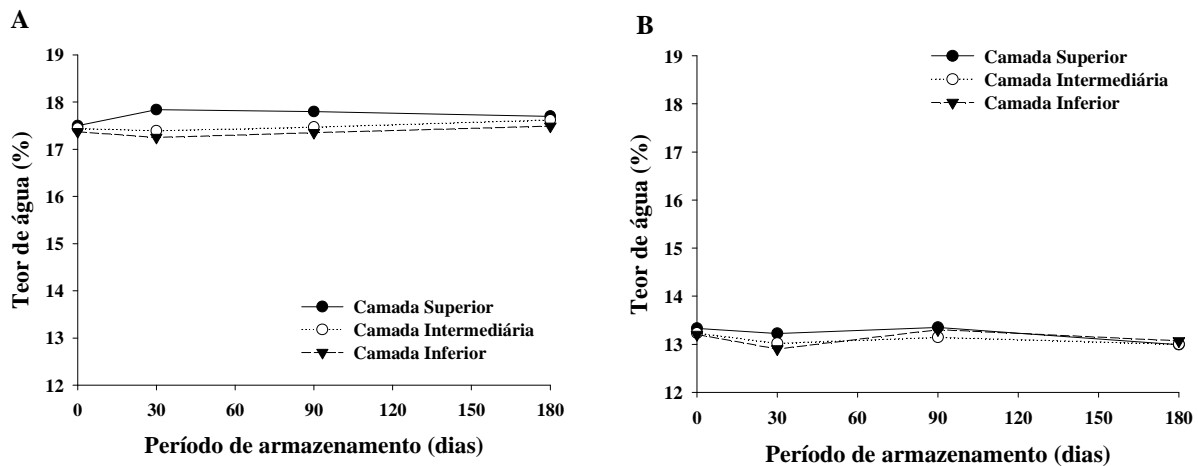 A
19
18
17
16
15
14
13
12
Teor de água (%)
Camada Superior
Camada Intermediária
Camada Inferior
0 30 60 90 120 150 180
Período de armazenamento (dias)
B
19
18
17
16
15
14
13
12
Teor de água (%)
Camada Superior
Camada Intermediária
Camada Inferior
0 30 60 90 120 150 180
Período de armazenamento (dias)